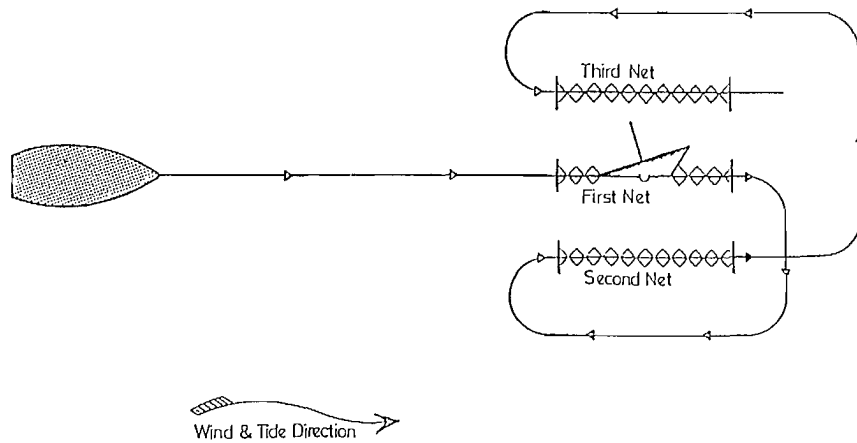 Third Net
First Net
Second Net
Wind & Tide Direction